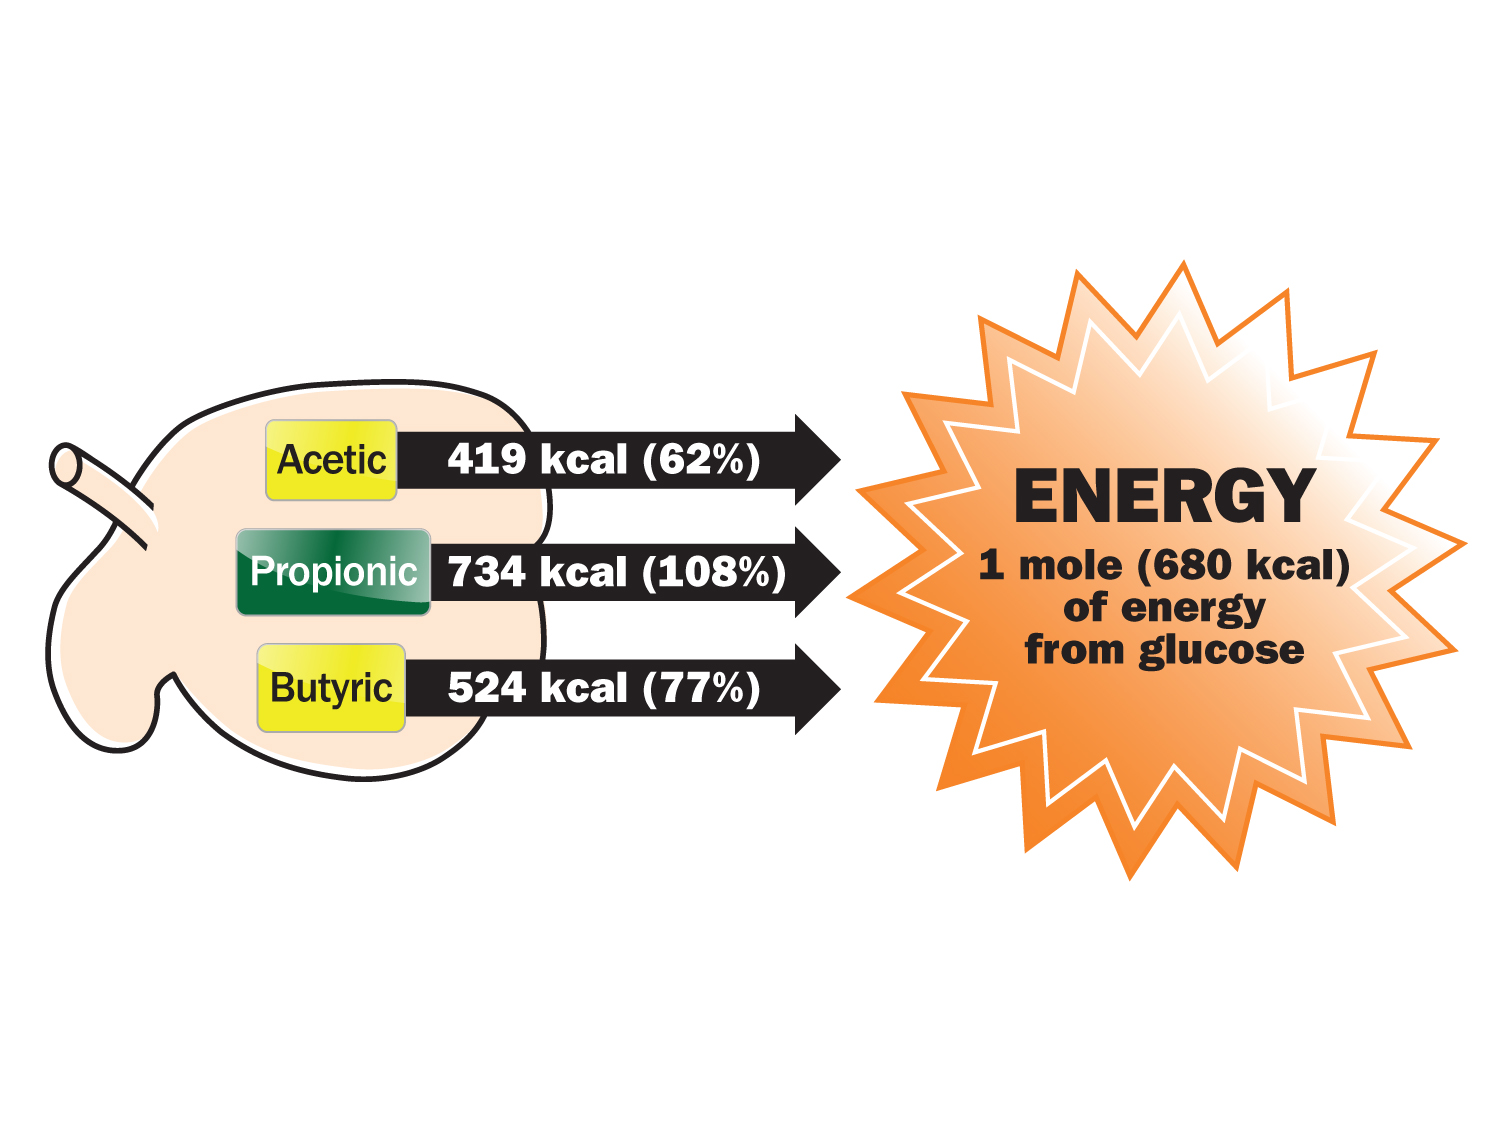 Acetic
419 kcal (62%)
Propionic
734 kcal (108%)
Butyric
524 kcal (77%)
ENERGY
1 mole (680 kcal)
of energy
from glucose